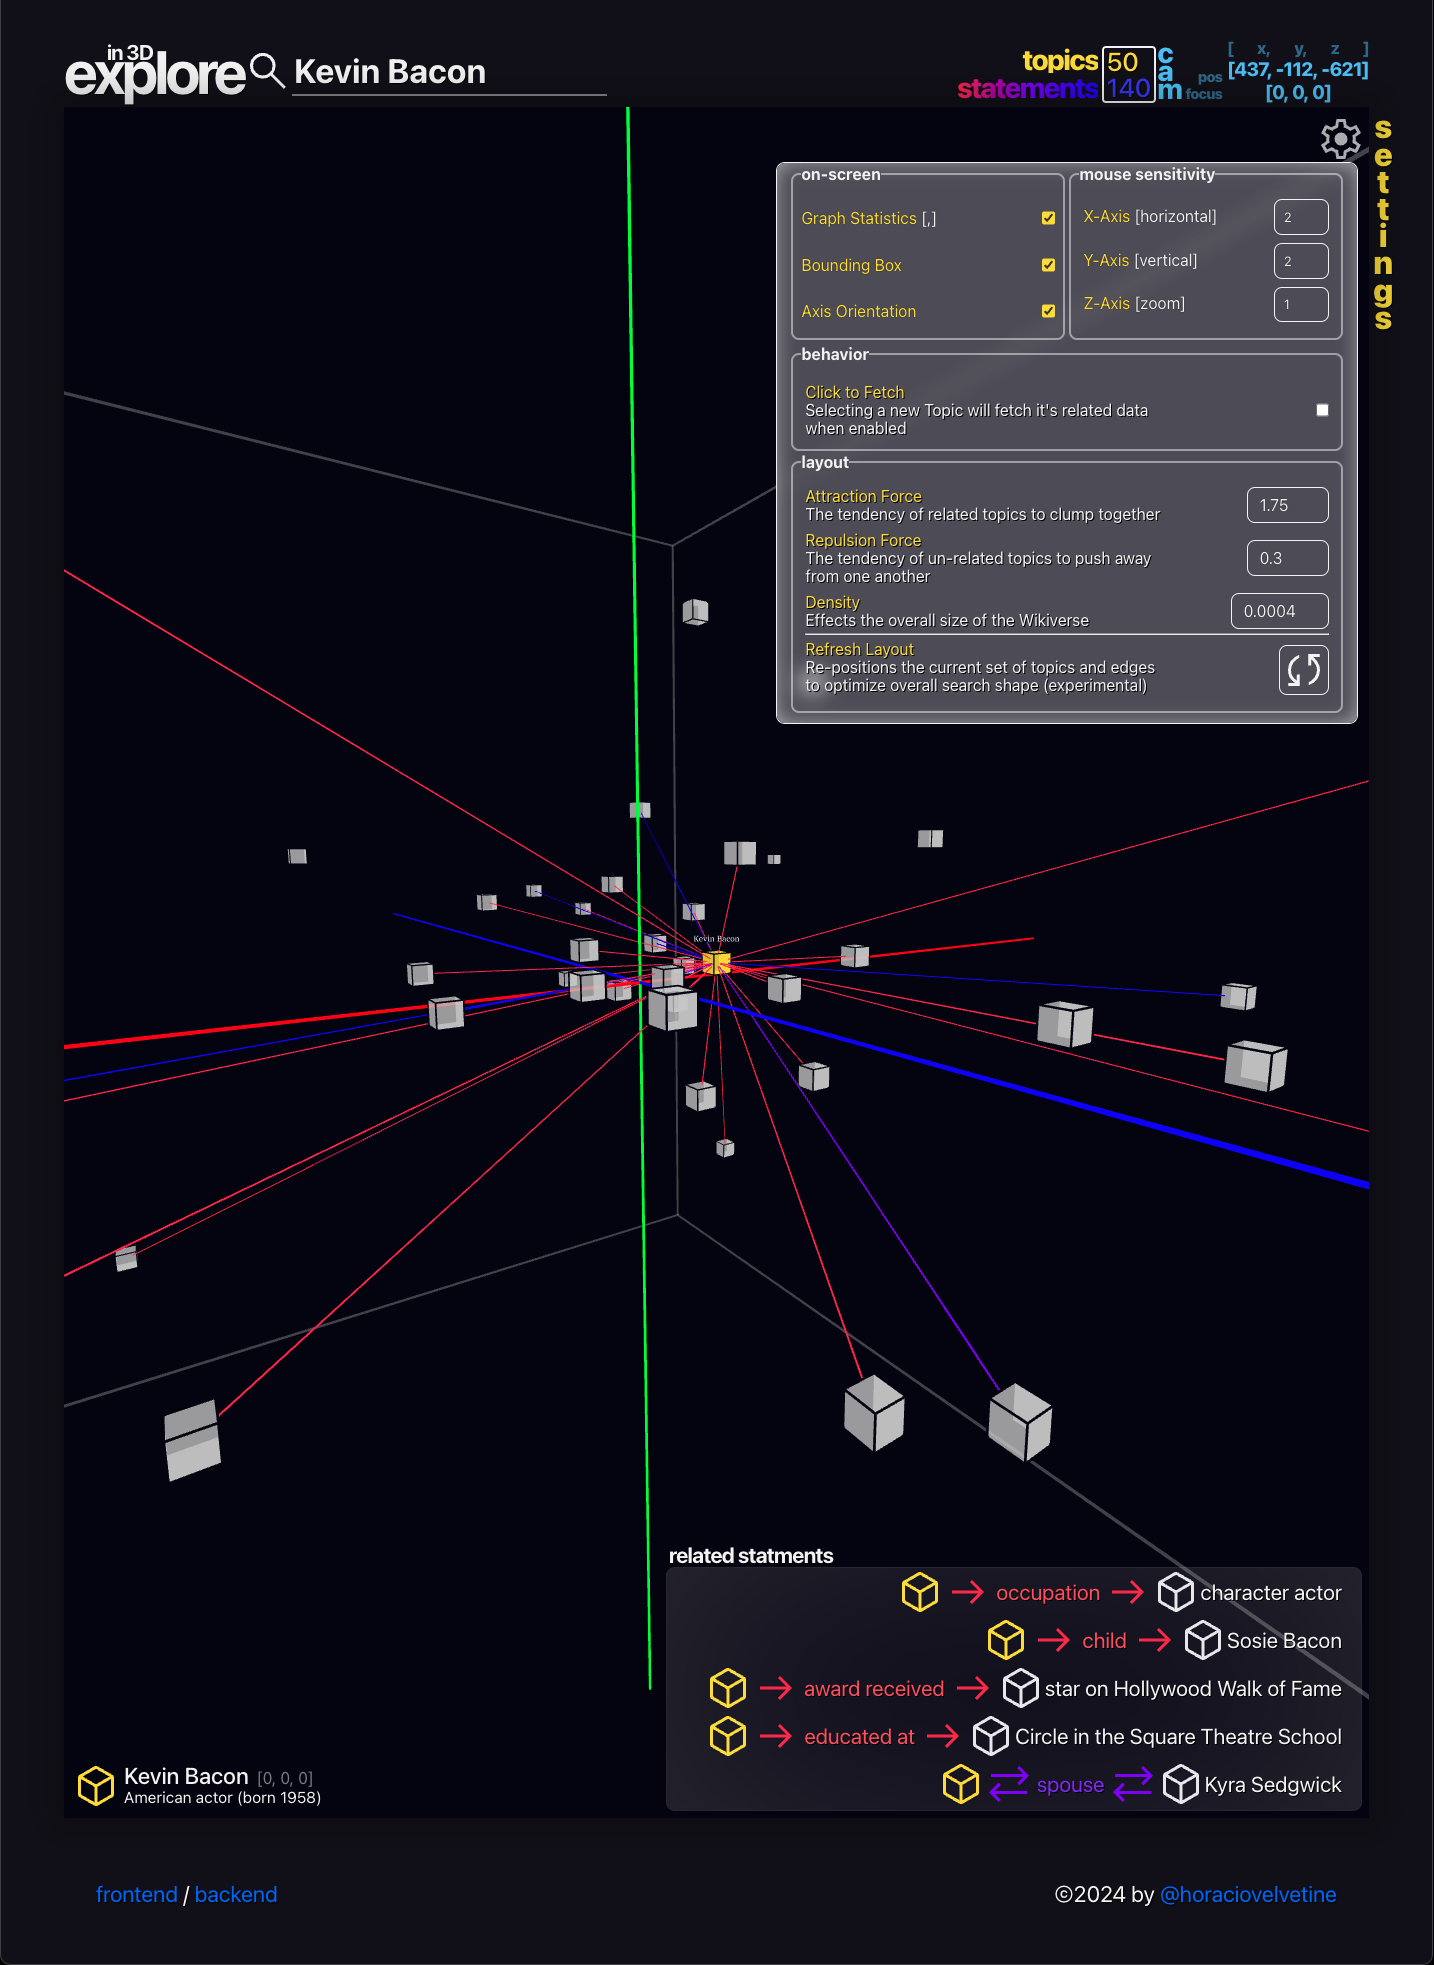 in 3D
explore
Kevin Bacon
topics 50
statements 140
cam
pos
focus
[ x, y, z ]
[437, -112, -621]
[0, 0, 0]
settings
on-screen
Graph Statistics [,]
Bounding Box
Axis Orientation
mouse sensitivity
X-Axis [horizontal] 2
Y-Axis [vertical] 2
Z-Axis [zoom] 1
behavior
Click to Fetch
Selecting a new Topic will fetch it's related data
when enabled
layout
Attraction Force
The tendency of related topics to clump together
1.75
Repulsion Force
The tendency of un-related topics to push away
from one another
0.3
Density
Effects the overall size of the Wikiverse
0.0004
Refresh Layout
Re-positions the current set of topics and edges
to optimize overall search shape (experimental)
Kevin Bacon
related statments
occupation character actor
child Sosie Bacon
award received star on Hollywood Walk of Fame
educated at Circle in the Square Theatre School
spouse Kyra Sedgwick
Kevin Bacon [0, 0, 0]
American actor (born 1958)
frontend / backend
©2024 by @horaciovelvetine